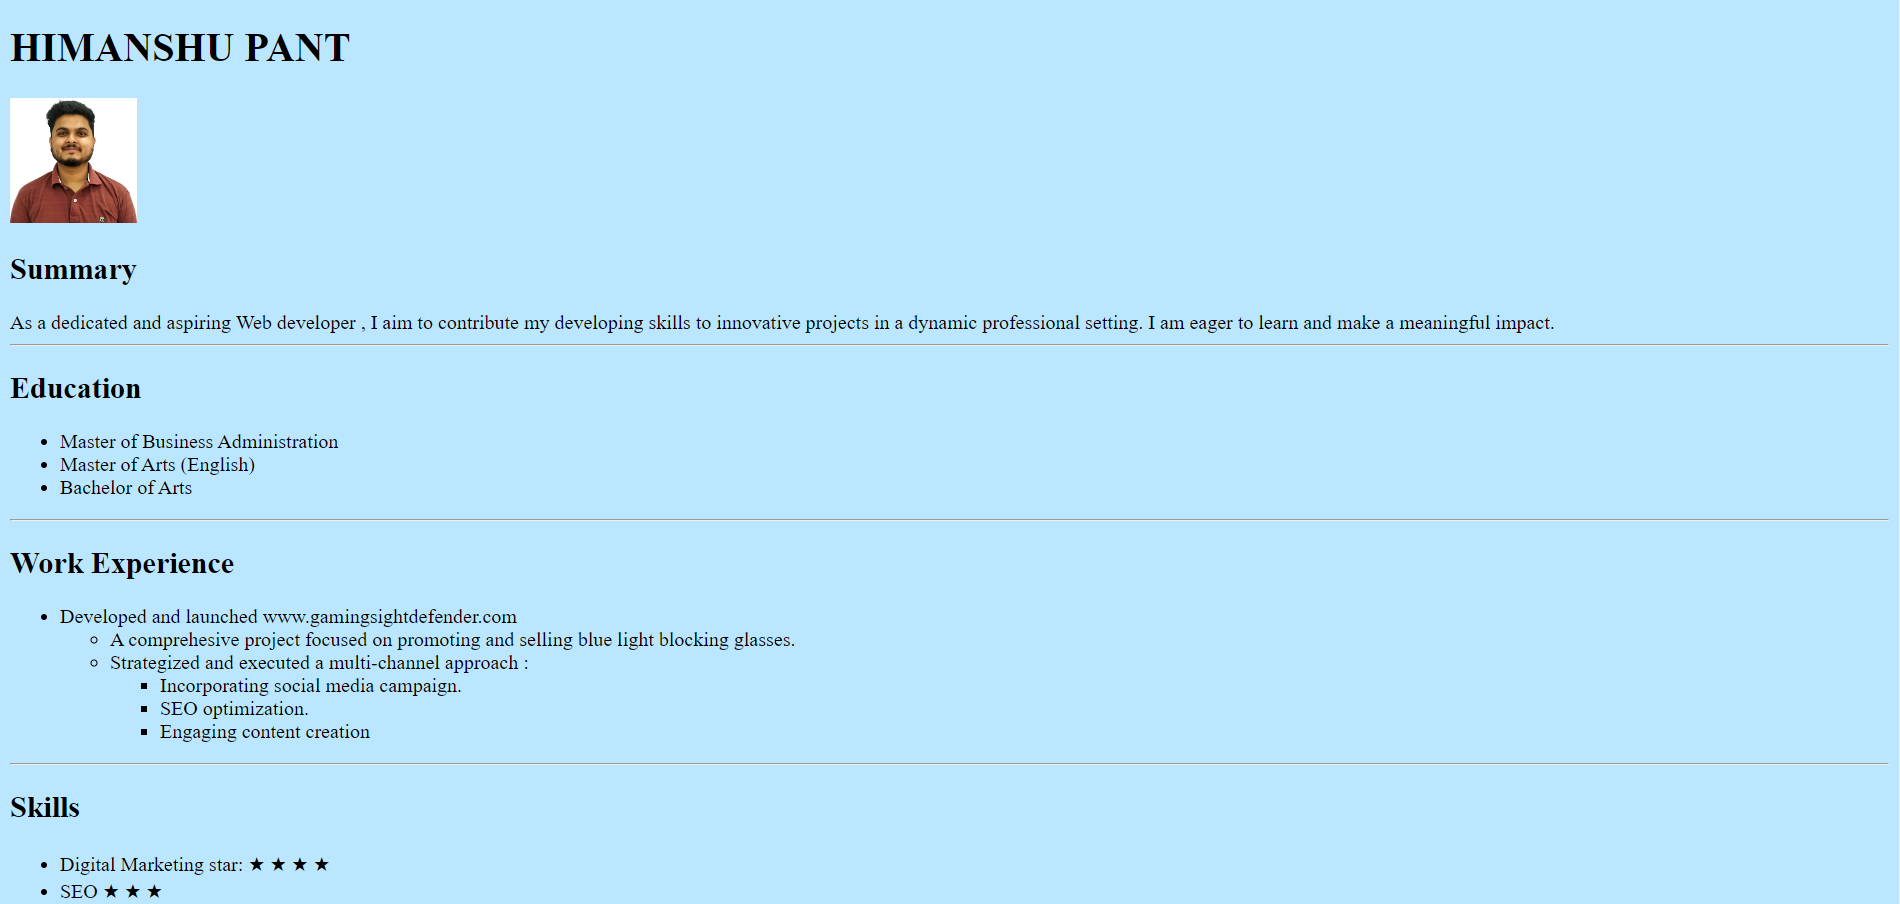 HIMANSHU PANT
Summary
As a dedicated and aspiring Web developer , I aim to contribute my developing skills to innovative projects in a dynamic professional setting. I am eager to learn and make a meaningful impact.
Education
• Master of Business Administration
• Master of Arts (English)
• Bachelor of Arts
Work Experience
• Developed and launched www.gamingsightdefender.com
◦ A comprehesive project focused on promoting and selling blue light blocking glasses.
◦ Strategized and executed a multi-channel approach :
▪ Incorporating social media campaign.
▪ SEO optimization.
▪ Engaging content creation
Skills
• Digital Marketing star: ★ ★ ★ ★
• SEO ★ ★ ★